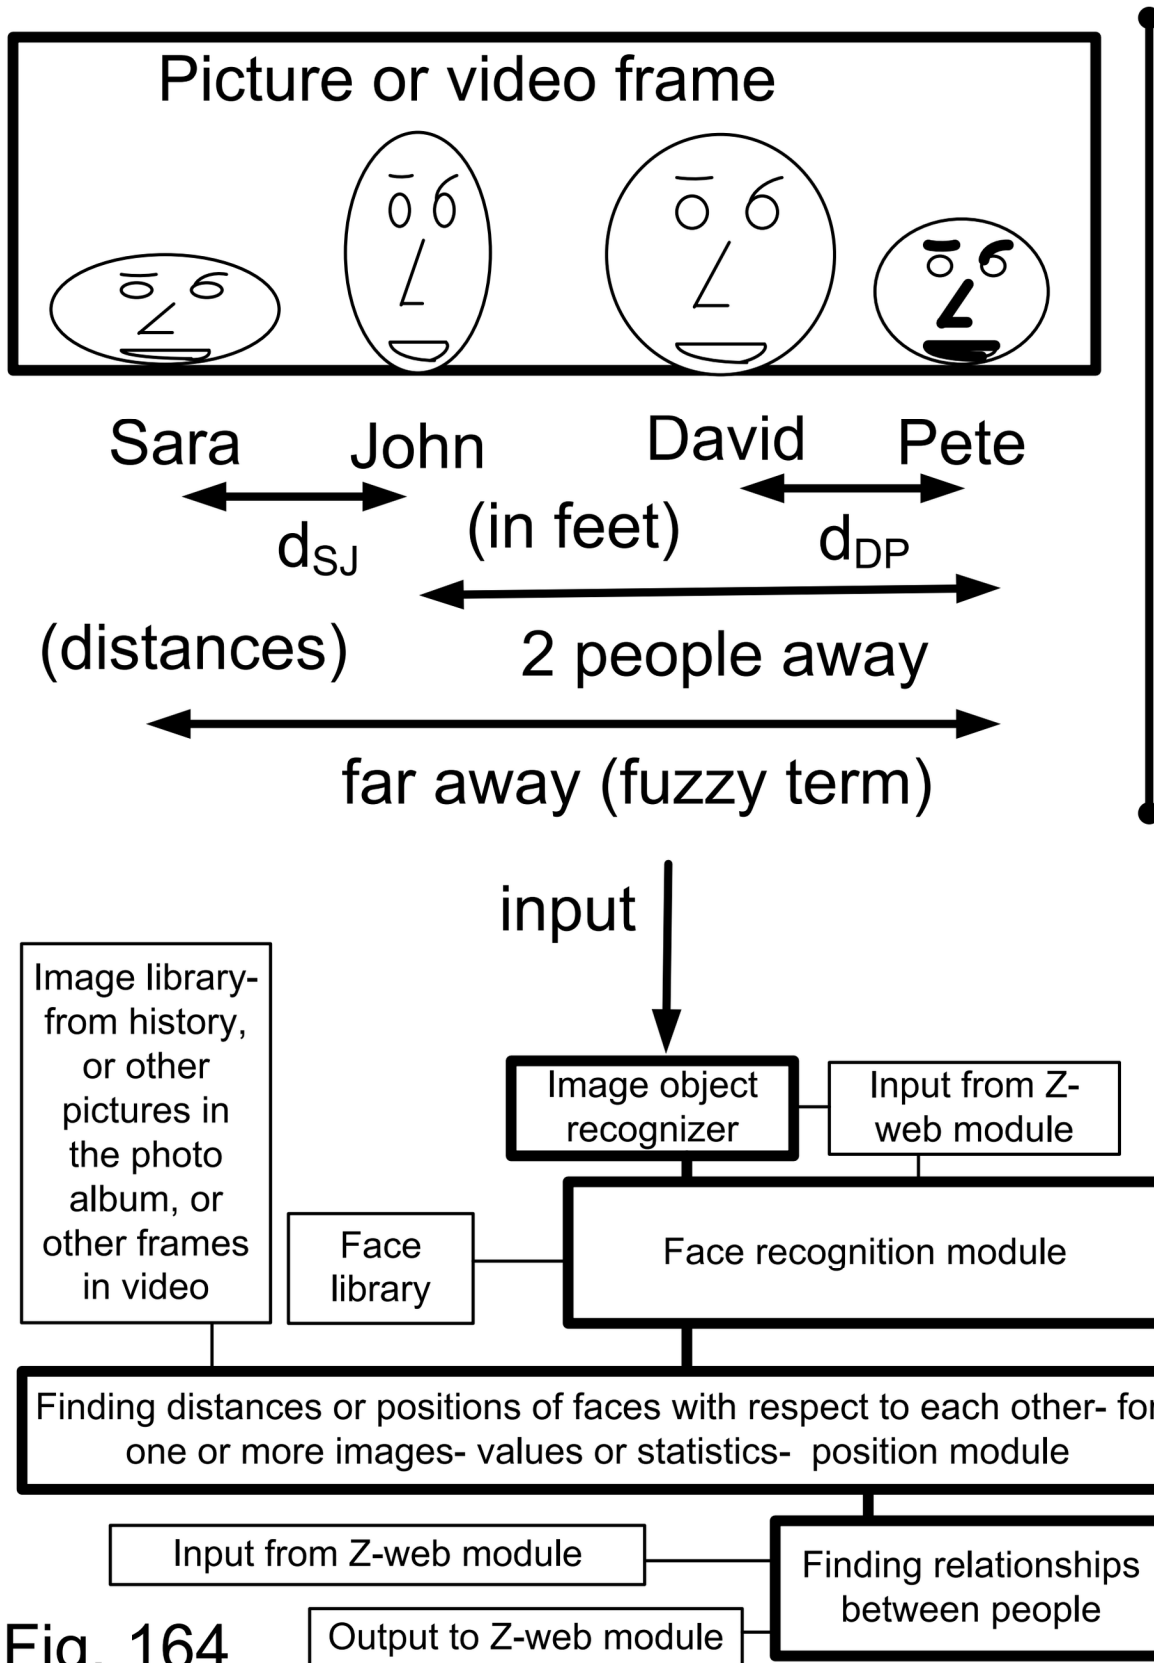 Picture or video frame
Sara
John
David
Pete
d_SJ
(in feet)
d_DP
(distances)
2 people away
far away (fuzzy term)
input
Image library-
from history,
or other
pictures in
the photo
album, or
other frames
in video
Image object
recognizer
Input from Z-
web module
Face
library
Face recognition module
Finding distances or positions of faces with respect to each other- for
one or more images- values or statistics- position module
Input from Z-web module
Finding relationships
between people
Output to Z-web module
Fig. 164